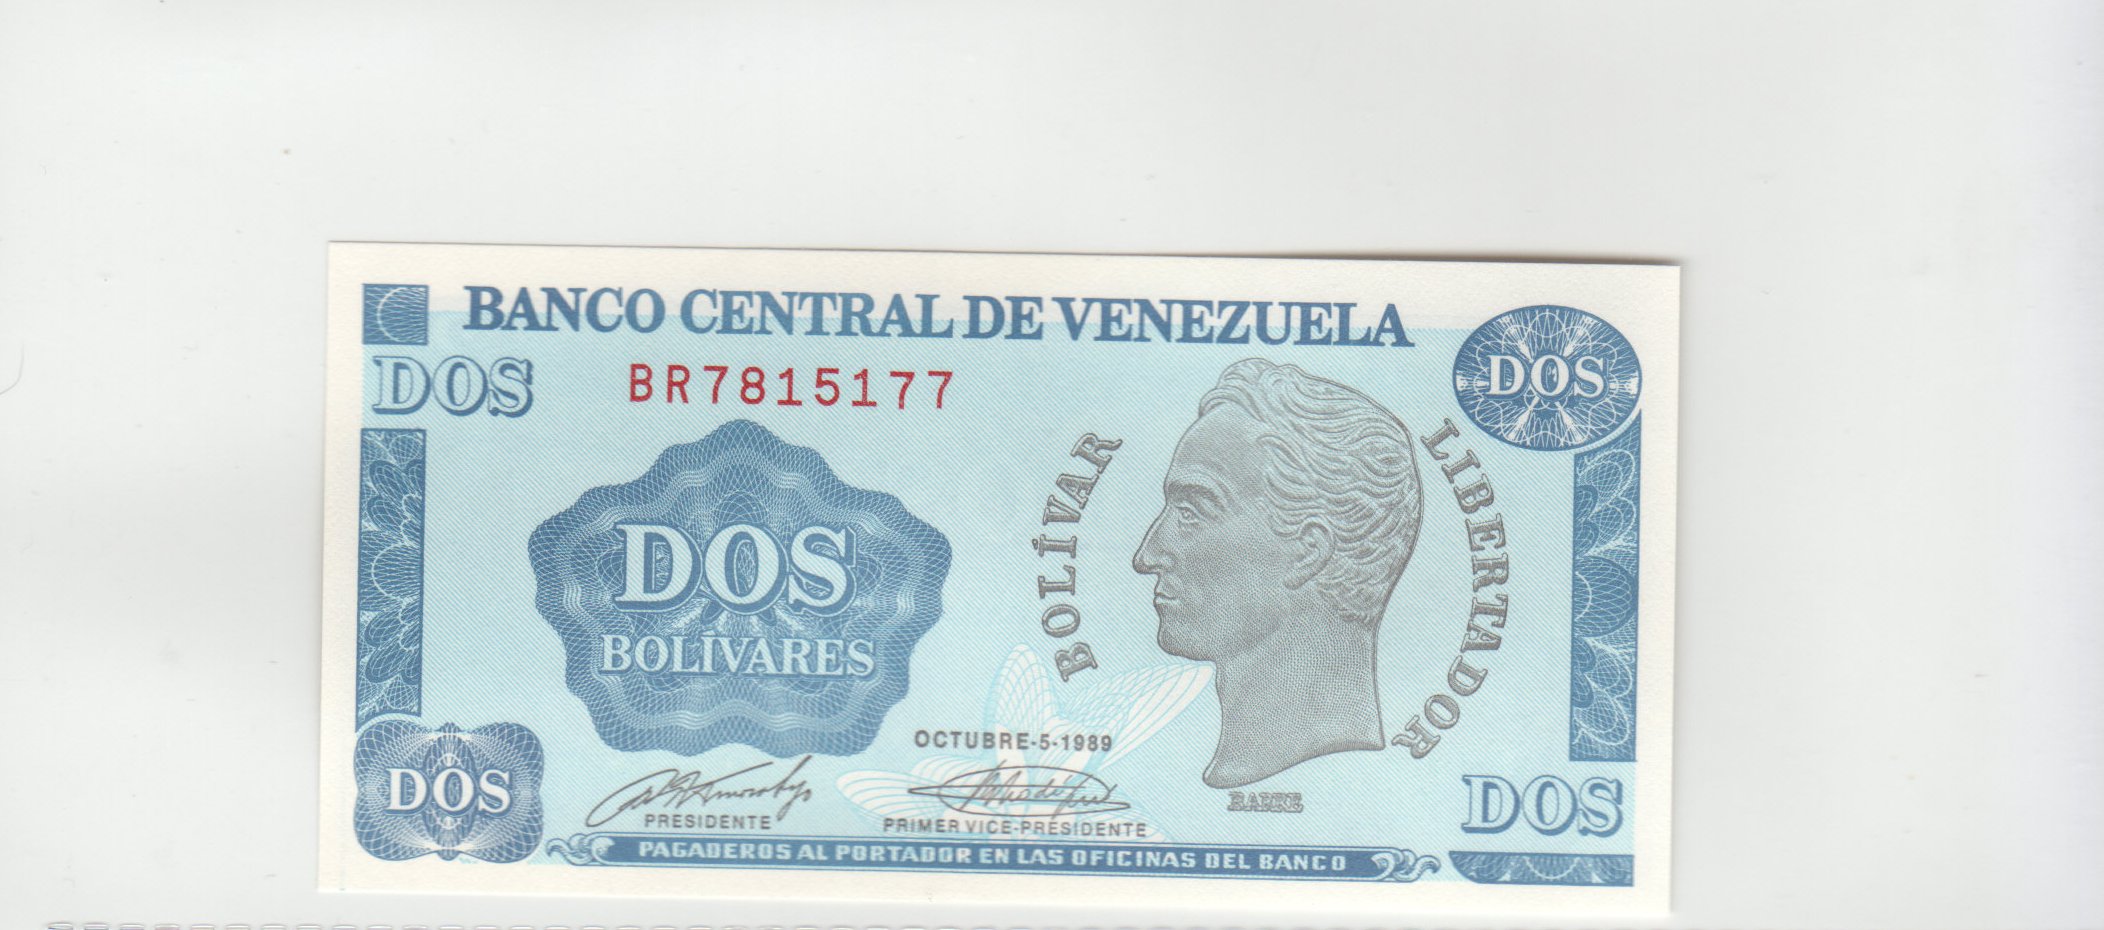 BANCO CENTRAL DE VENEZUELA
DOS
BR7815177
DOS
DOS
BOLÍVARES
BOLÍVAR
LIBERTADOR
BARRE
OCTUBRE-5-1989
PRESIDENTE
PRIMER VICE-PRESIDENTE
DOS
DOS
PAGADEROS AL PORTADOR EN LAS OFICINAS DEL BANCO